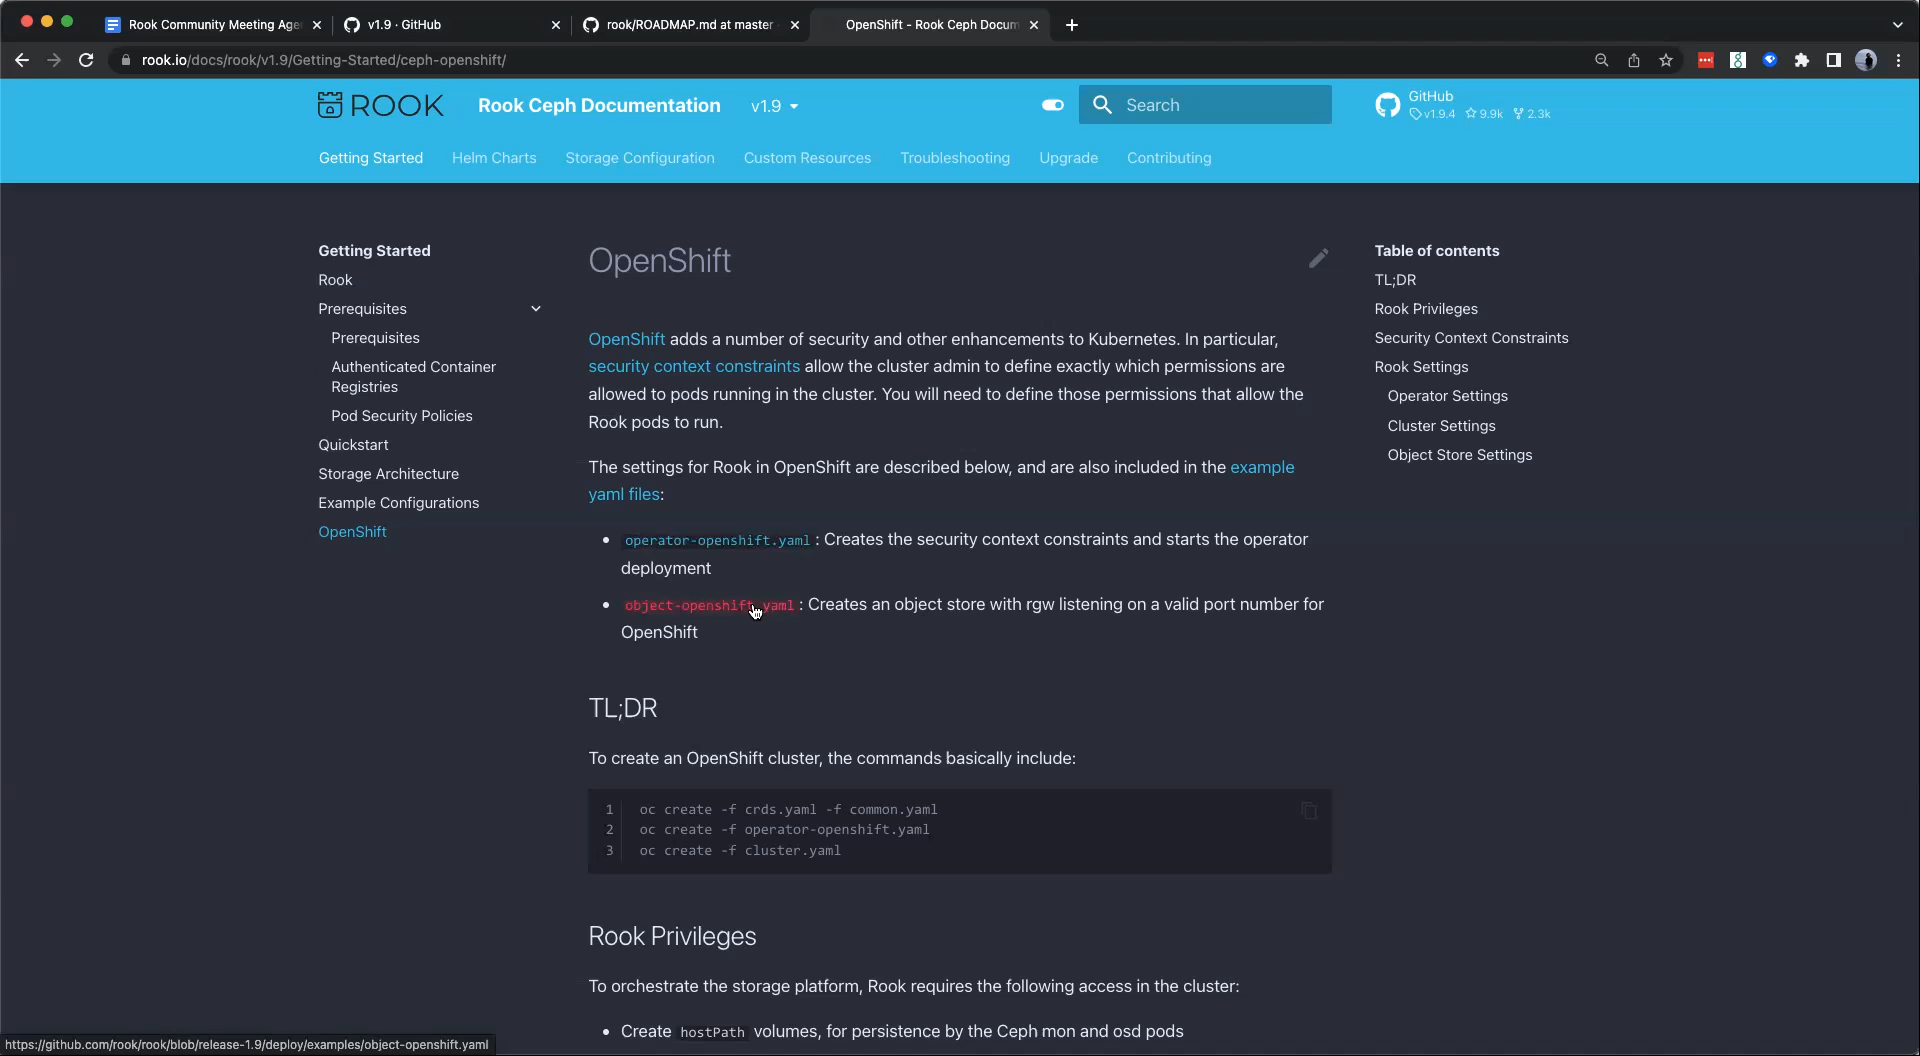 Rook Community Meeting Age
v1.9 · GitHub
rook/ROADMAP.md at master
OpenShift - Rook Ceph Docum
rook.io/docs/rook/v1.9/Getting-Started/ceph-openshift/
ROOK
Rook Ceph Documentation
v1.9
Search
GitHub
v1.9.4 9.9k 2.3k
Getting Started
Helm Charts
Storage Configuration
Custom Resources
Troubleshooting
Upgrade
Contributing
Getting Started
Rook
Prerequisites
Prerequisites
Authenticated Container
Registries
Pod Security Policies
Quickstart
Storage Architecture
Example Configurations
OpenShift
OpenShift
OpenShift adds a number of security and other enhancements to Kubernetes. In particular,
security context constraints allow the cluster admin to define exactly which permissions are
allowed to pods running in the cluster. You will need to define those permissions that allow the
Rook pods to run.
The settings for Rook in OpenShift are described below, and are also included in the example
yaml files:
• operator-openshift.yaml : Creates the security context constraints and starts the operator
deployment
• object-openshift.yaml : Creates an object store with rgw listening on a valid port number for
OpenShift
TL;DR
To create an OpenShift cluster, the commands basically include:
1 oc create -f crds.yaml -f common.yaml
2 oc create -f operator-openshift.yaml
3 oc create -f cluster.yaml
Rook Privileges
To orchestrate the storage platform, Rook requires the following access in the cluster:
• Create hostPath volumes, for persistence by the Ceph mon and osd pods
Table of contents
TL;DR
Rook Privileges
Security Context Constraints
Rook Settings
Operator Settings
Cluster Settings
Object Store Settings
https://github.com/rook/rook/blob/release-1.9/deploy/examples/object-openshift.yaml